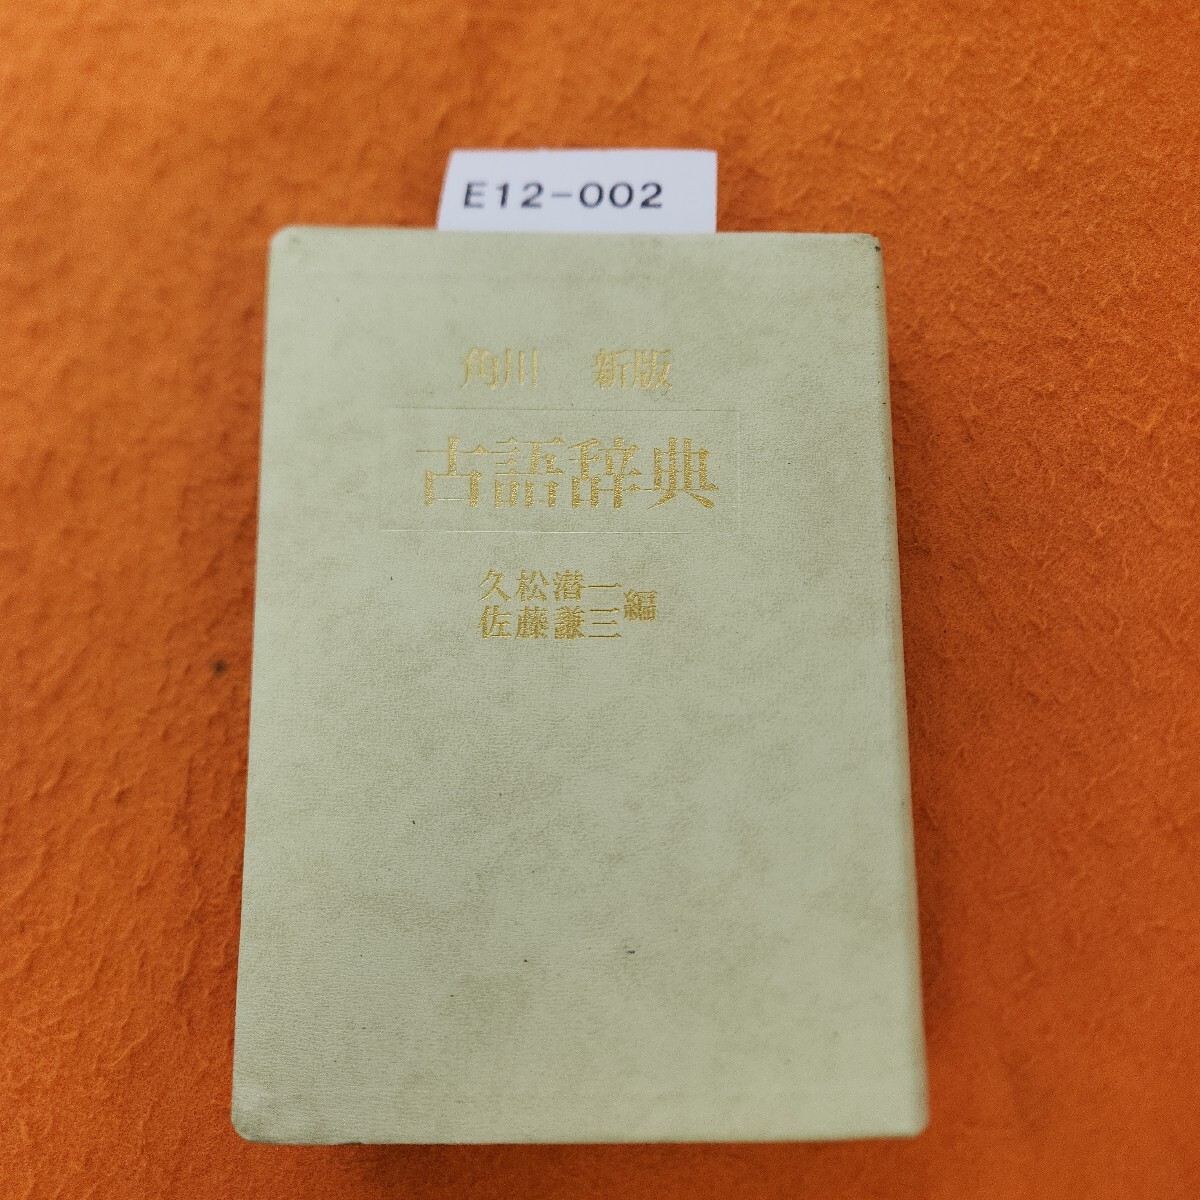 E12-002
角川 新版
古語辞典
久松潜一
佐藤謙三
編